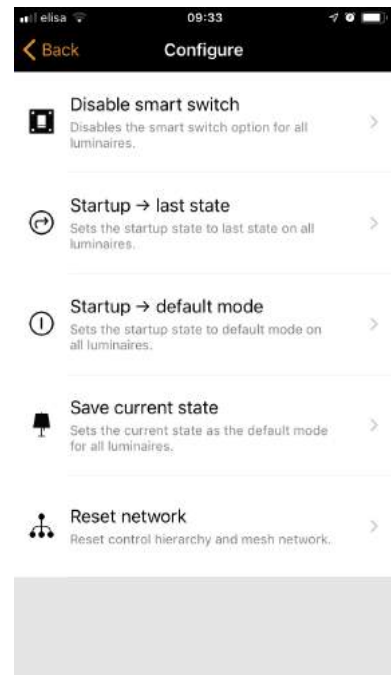 elisa 09:33
Back Configure
Disable smart switch
Disables the smart switch option for all
luminaires.
Startup → last state
Sets the startup state to last state on all
luminaires.
Startup → default mode
Sets the startup state to default mode on
all luminaires.
Save current state
Sets the current state as the default mode
for all luminaires.
Reset network
Reset control hierarchy and mesh network.